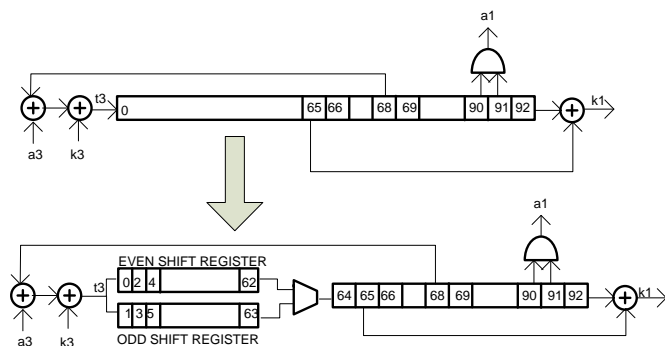 a1
t3
0
65 66 68 69 90 91 92
k1
a3
k3
a1
EVEN SHIFT REGISTER
t3
0 2 4 62
64 65 66 68 69 90 91 92
k1
1 3 5 63
a3
k3
ODD SHIFT REGISTER